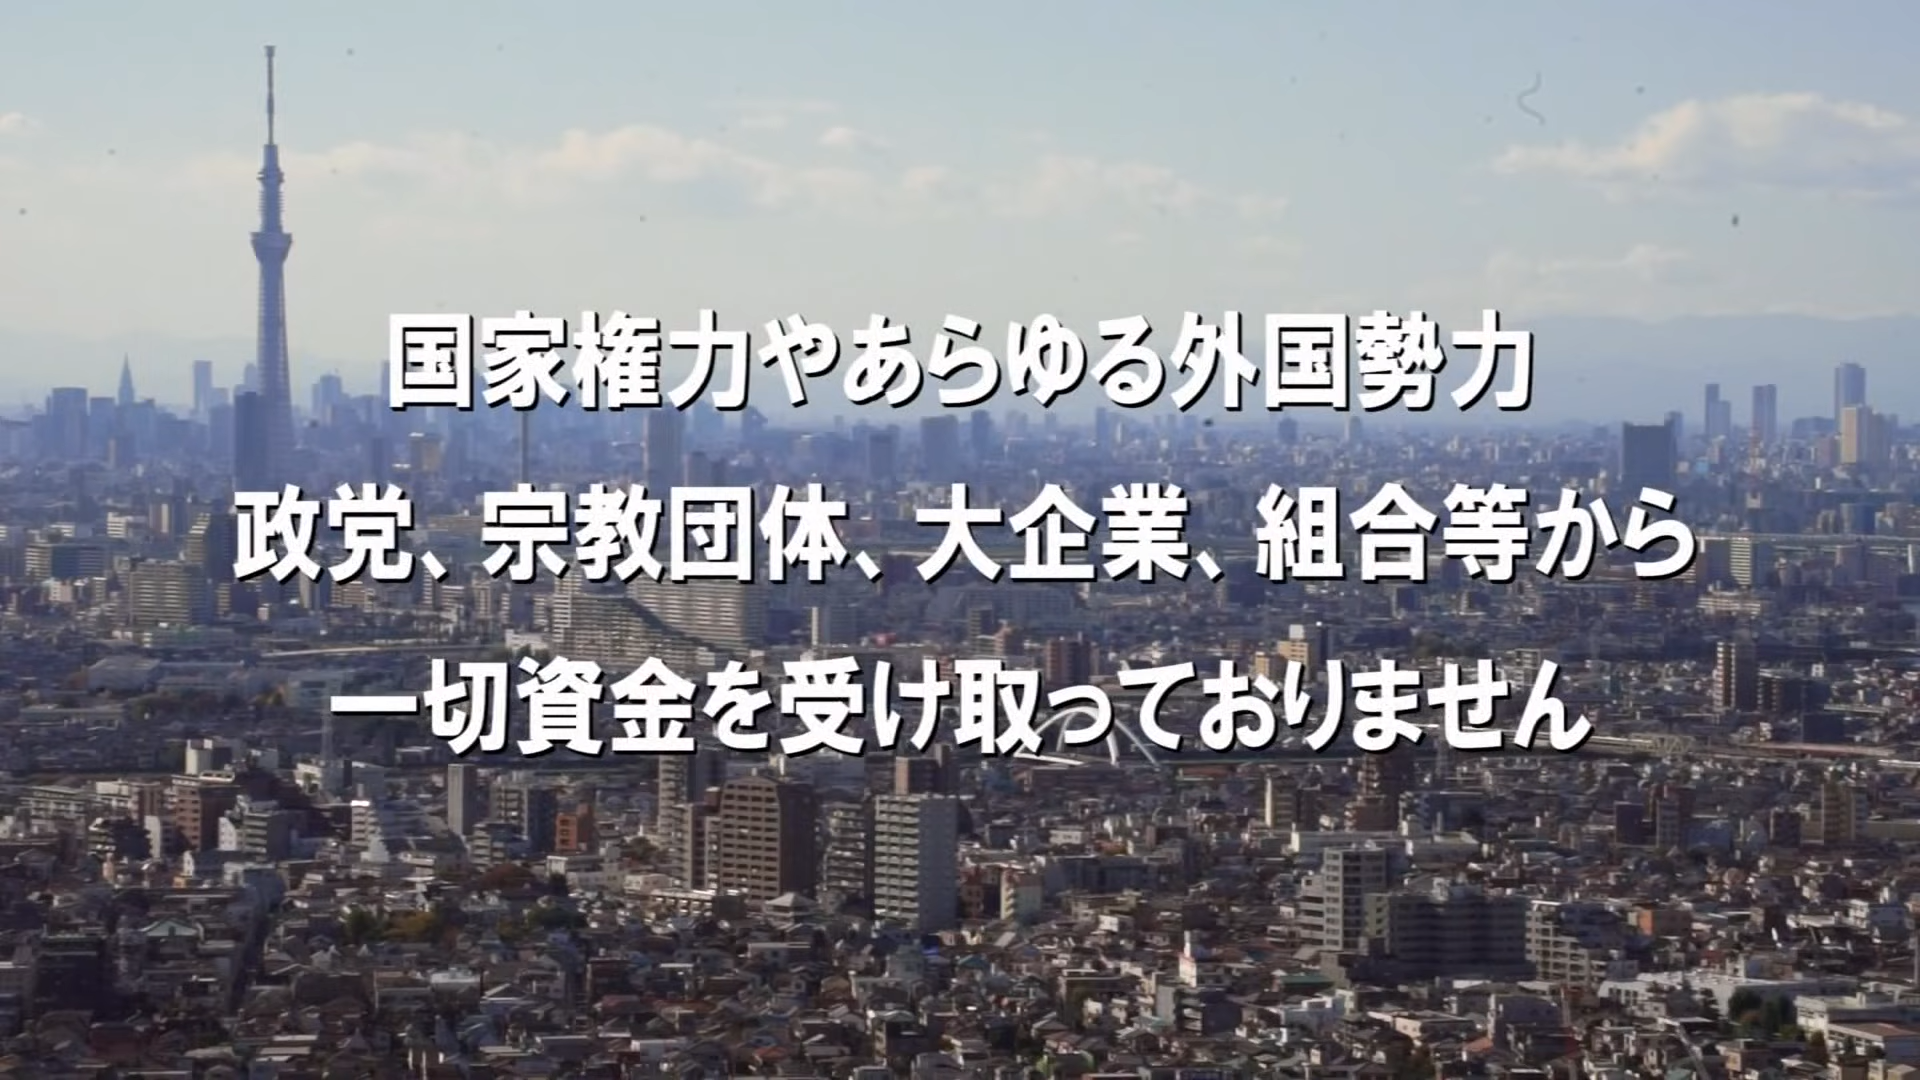 国家権力やあらゆる外国勢力
政党、宗教団体、大企業、組合等から
一切資金を受け取っておりません